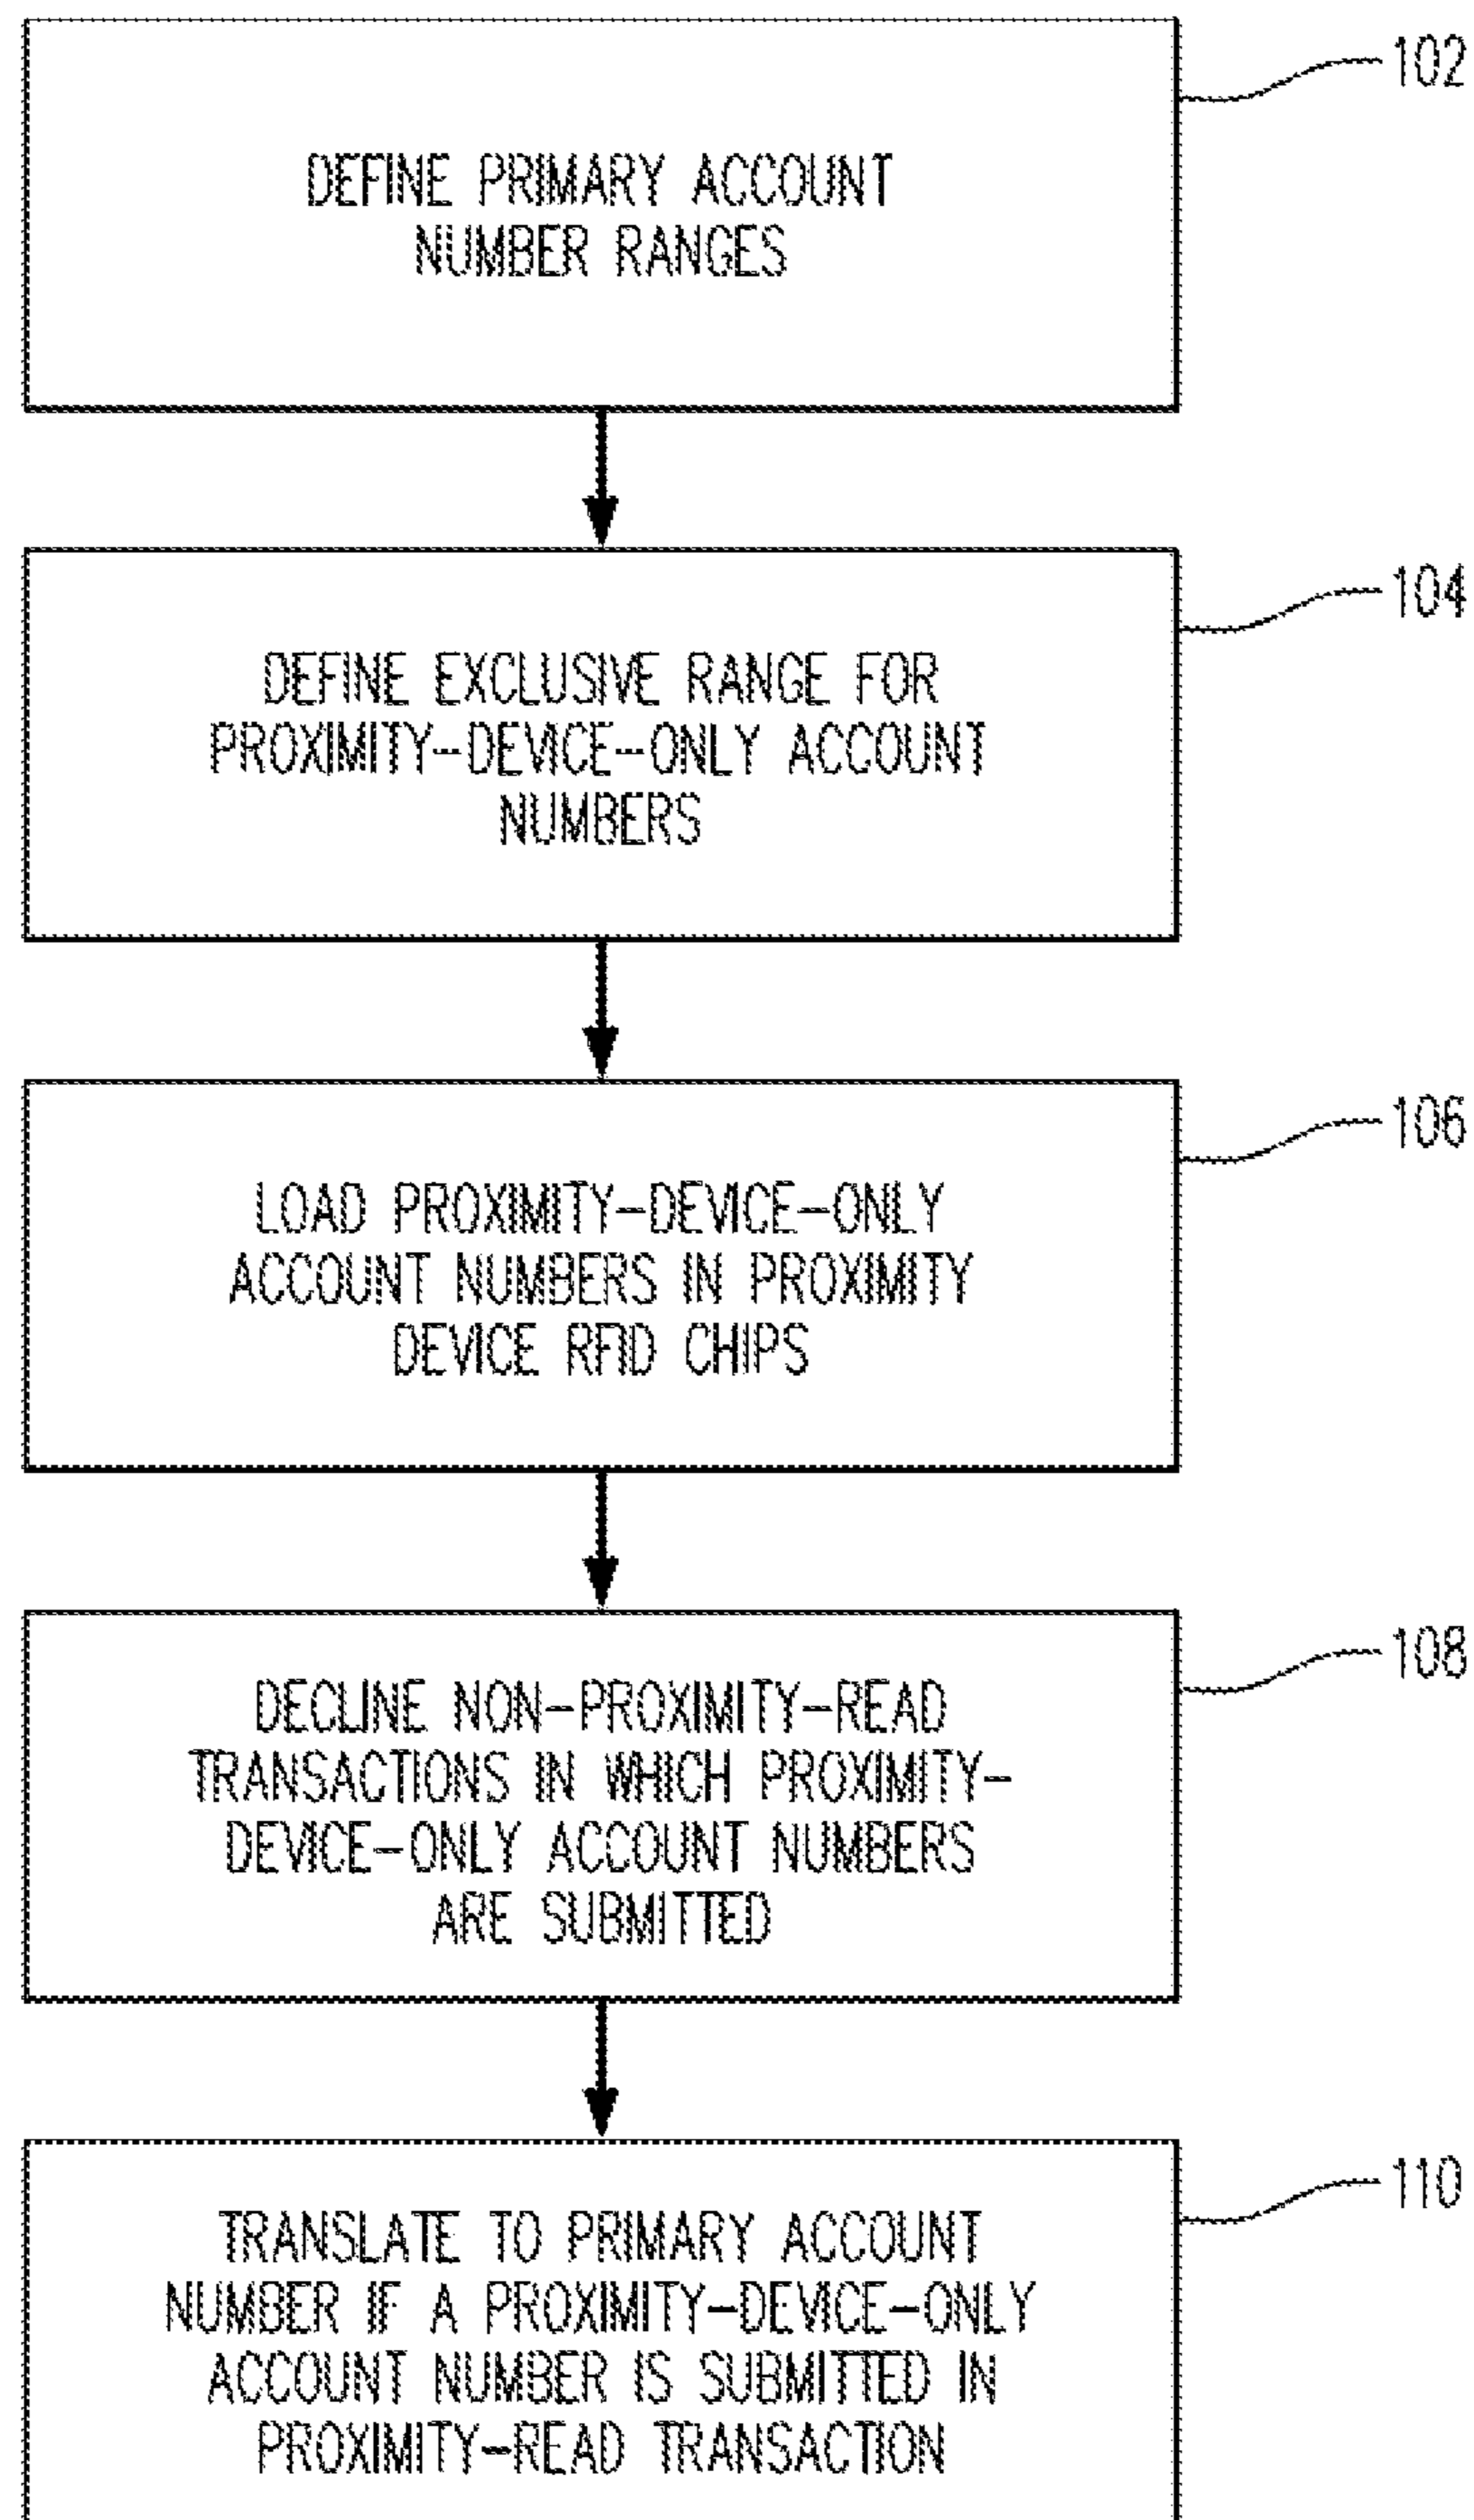 102
DEFINE PRIMARY ACCOUNT
NUMBER RANGES
104
DEFINE EXCLUSIVE RANGE FOR
PROXIMITY-DEVICE-ONLY ACCOUNT
NUMBERS
106
LOAD PROXIMITY-DEVICE-ONLY
ACCOUNT NUMBERS IN PROXIMITY
DEVICE RFID CHIPS
108
DECLINE NON-PROXIMITY-READ
TRANSACTIONS IN WHICH PROXIMITY-
DEVICE-ONLY ACCOUNT NUMBERS
ARE SUBMITTED
110
TRANSLATE TO PRIMARY ACCOUNT
NUMBER IF A PROXIMITY-DEVICE-ONLY
ACCOUNT NUMBER IS SUBMITTED IN
PROXIMITY-READ TRANSACTION